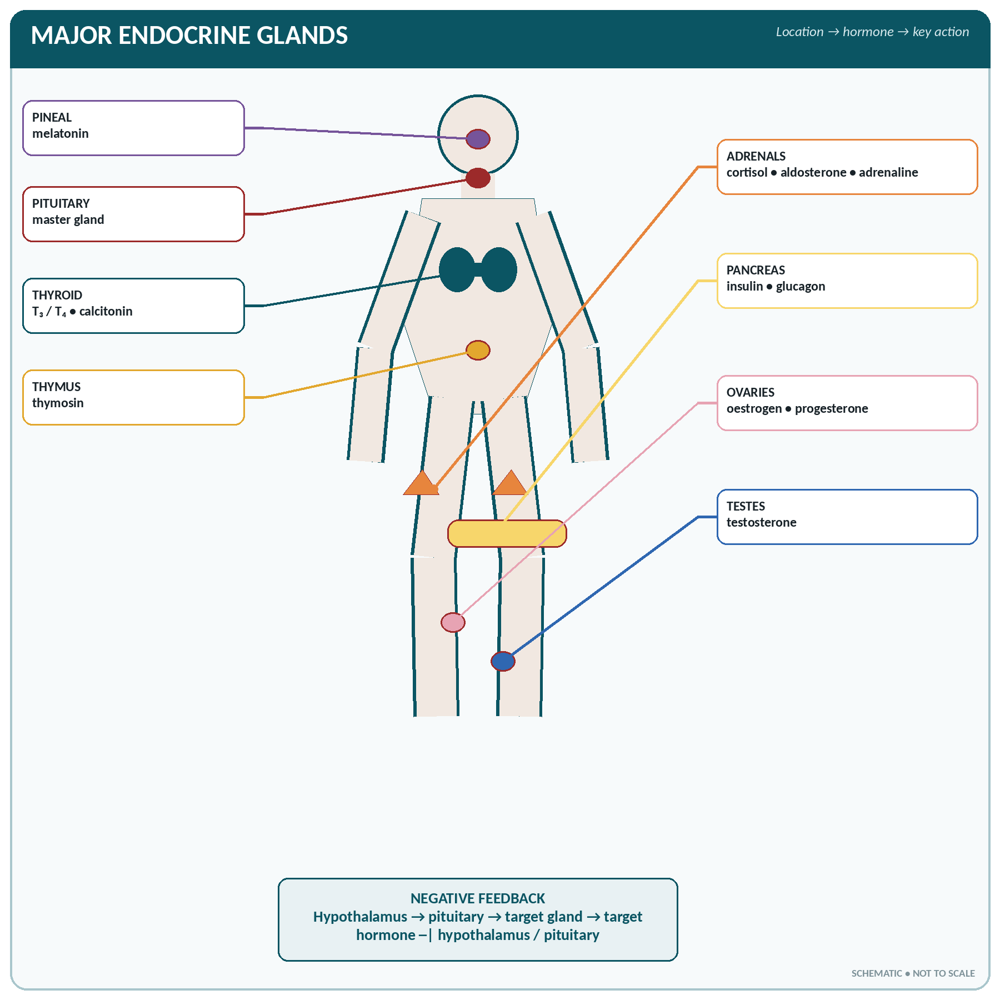 MAJOR ENDOCRINE GLANDS
Location → hormone → key action
PINEAL
melatonin
PITUITARY
master gland
THYROID
T₃ / T₄ • calcitonin
THYMUS
thymosin
ADRENALS
cortisol • aldosterone • adrenaline
PANCREAS
insulin • glucagon
OVARIES
oestrogen • progesterone
TESTES
testosterone
NEGATIVE FEEDBACK
Hypothalamus → pituitary → target gland → target
hormone –| hypothalamus / pituitary
SCHEMATIC • NOT TO SCALE